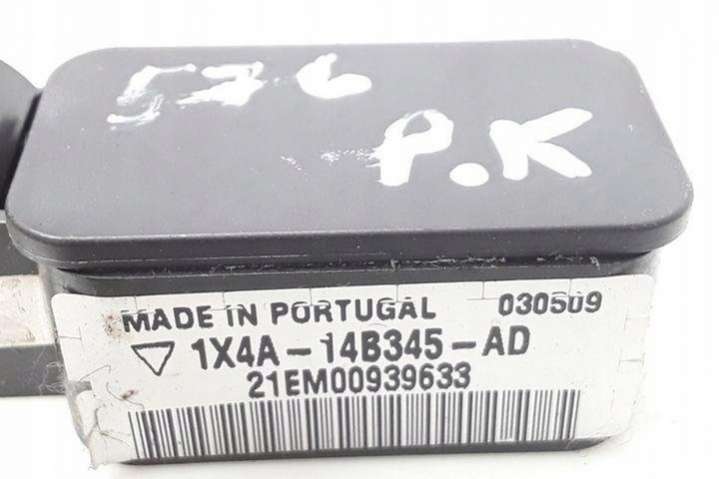 576
P.K
MADE IN PORTUGAL 030509
1X4A-14B345-AD
21EM00939633